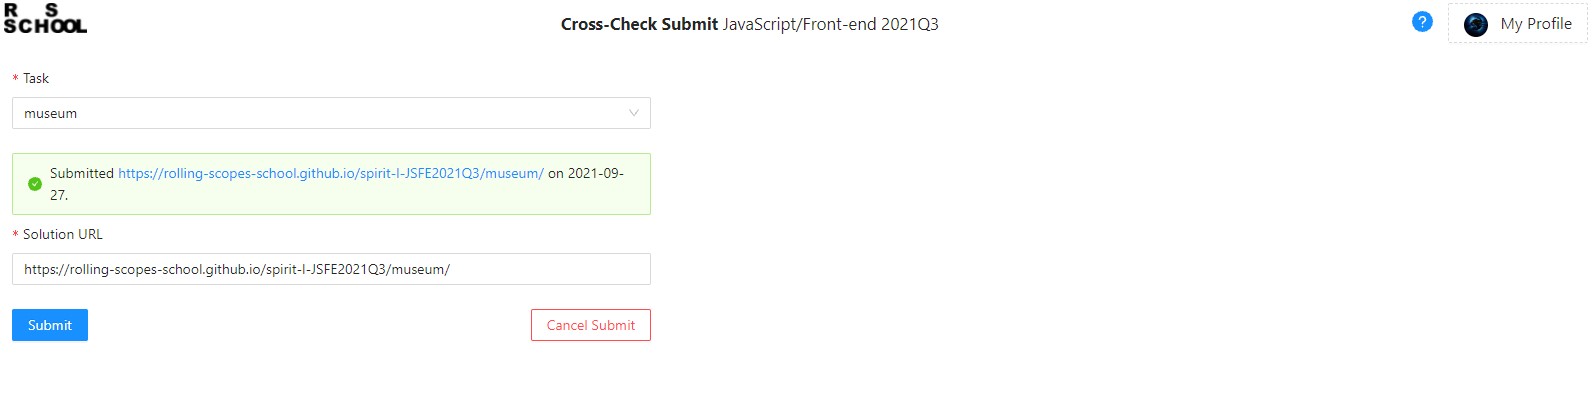 R S
SCHOOL
Cross-Check Submit JavaScript/Front-end 2021Q3
? My Profile
* Task
museum
Submitted https://rolling-scopes-school.github.io/spirit-l-JSFE2021Q3/museum/ on 2021-09-
27.
* Solution URL
https://rolling-scopes-school.github.io/spirit-l-JSFE2021Q3/museum/
Submit Cancel Submit